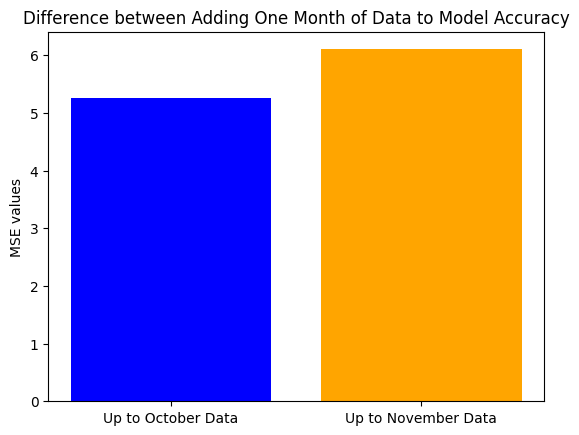 Difference between Adding One Month of Data to Model Accuracy
MSE values
6
5
4
3
2
1
0
Up to October Data
Up to November Data